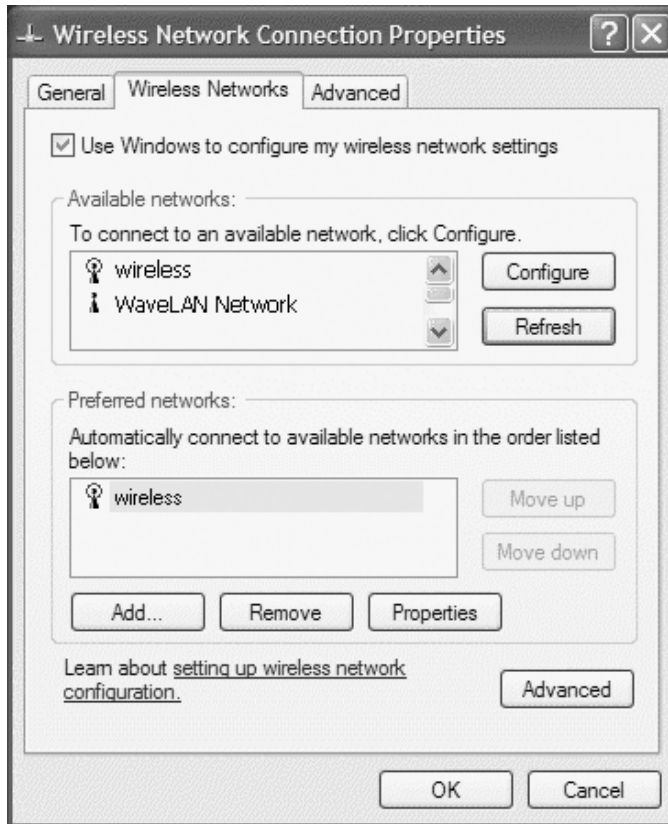 Wireless Network Connection Properties
General
Wireless Networks
Advanced
Use Windows to configure my wireless network settings
Available networks:
To connect to an available network, click Configure.
wireless
WaveLAN Network
Configure
Refresh
Preferred networks:
Automatically connect to available networks in the order listed
below:
wireless
Move up
Move down
Add...
Remove
Properties
Learn about setting up wireless network
configuration.
Advanced
OK
Cancel